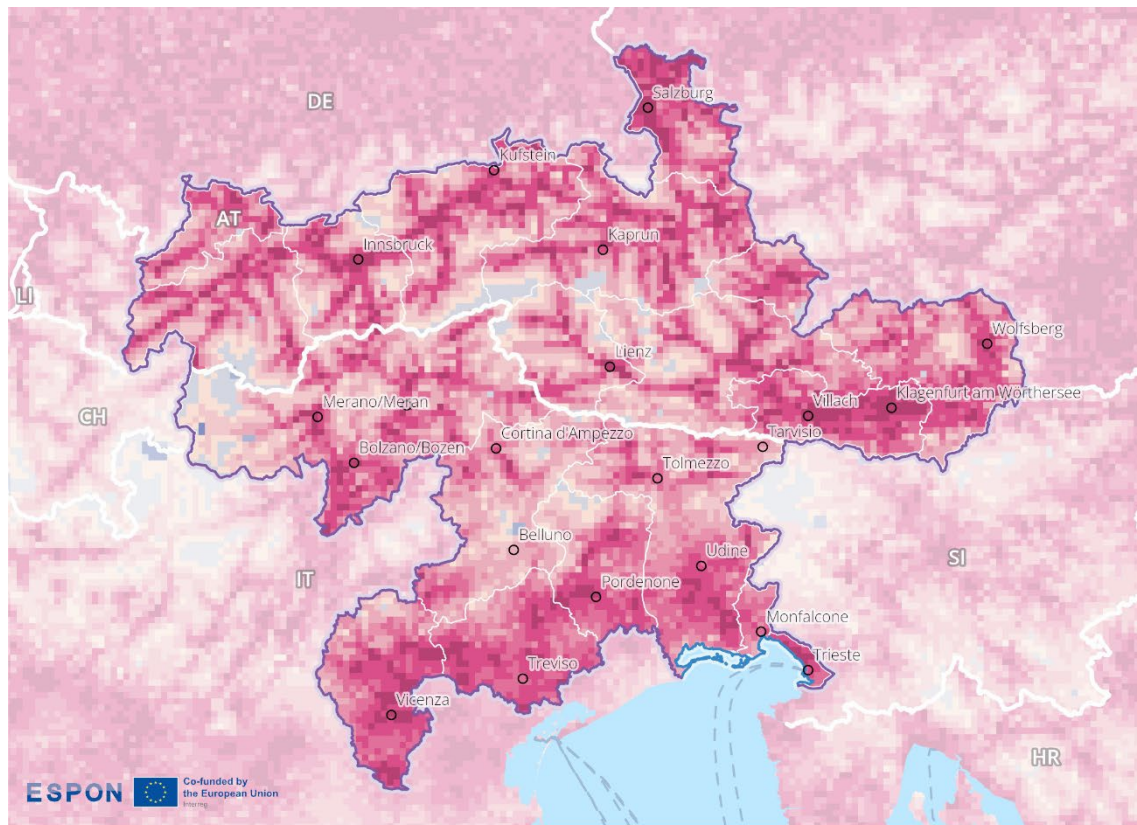 DE
Salzburg
Kufstein
AT
Innsbruck
Kaprun
LI
Wolfsberg
Lienz
Merano/Meran
Villach
Klagenfurt am Wörthersee
CH
Cortina d'Ampezzo
Tarvisio
Bolzano/Bozen
Tolmezzo
Belluno
Udine
SI
IT
Pordenone
Monfalcone
Treviso
Trieste
Vicenza
HR
ESPON
Co-funded by
the European Union
Interreg